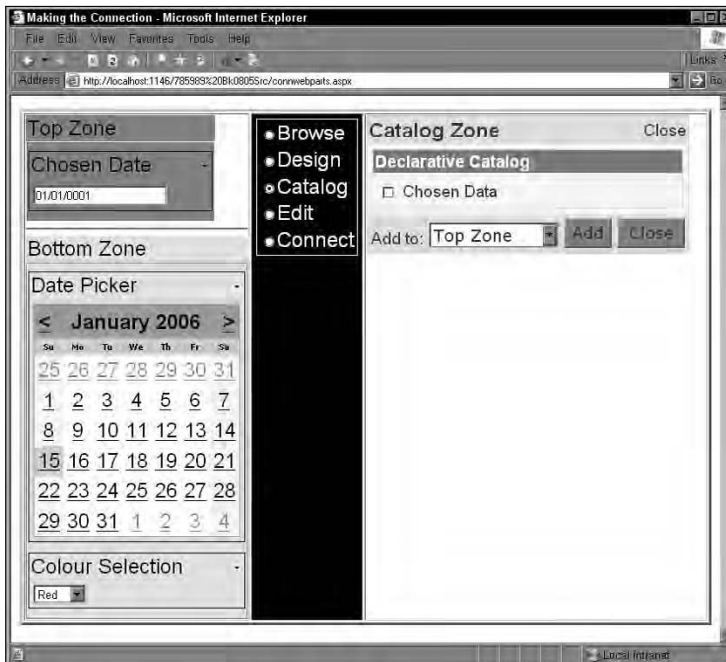 Making the Connection - Microsoft Internet Explorer
File Edit View Favorites Tools Help
Links
Address http://localhost:1146/785989%20Bk0805Src/connwebparts.aspx Go
Top Zone
Chosen Date
01/01/0001
Bottom Zone
Date Picker
< January 2006 >
Su Mo Tu We Th Fr Sa
25 26 27 28 29 30 31
1 2 3 4 5 6 7
8 9 10 11 12 13 14
15 16 17 18 19 20 21
22 23 24 25 26 27 28
29 30 31 1 2 3 4
Colour Selection
Red
Browse
Design
Catalog
Edit
Connect
Catalog Zone Close
Declarative Catalog
Chosen Data
Add to: Top Zone Add Close
Local intranet